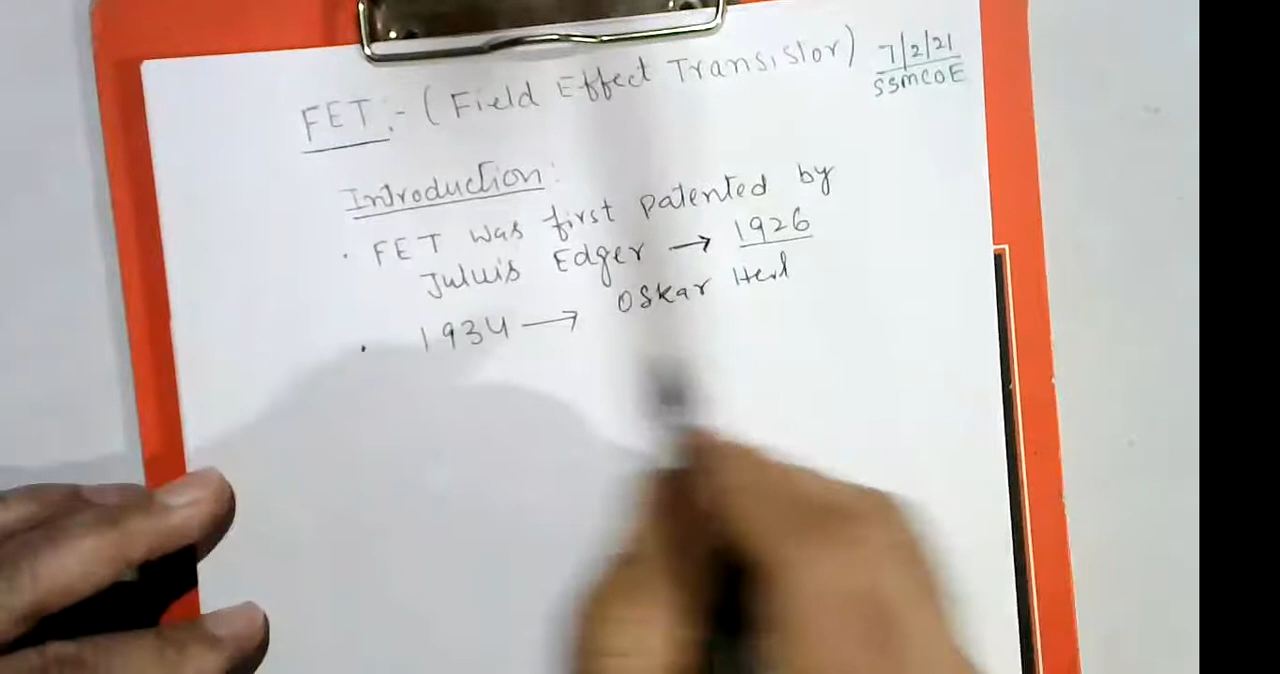 FET :- (Field Effect Transistor)
7/2/21
SSMCOE
Introduction:
. FET was first patented by
Juluis Edger → 1926
. 1934 → Oskar Heil